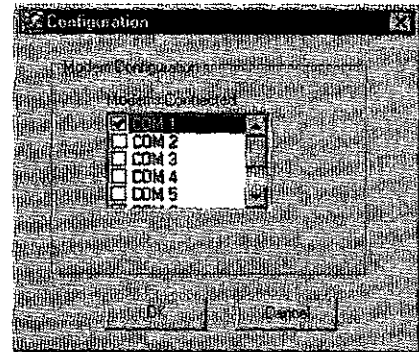 Configuration
Modem Configuration
Modems Connected
COM 1
COM 2
COM 3
COM 4
COM 5
OK
Cancel